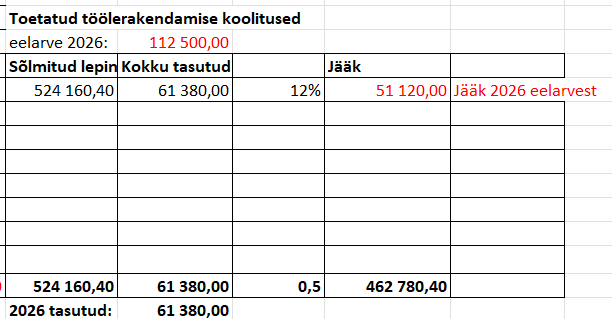 Toetatud töölerakendamise koolitused
eelarve 2026: 112 500,00
Sõlmitud lepin Kokku tasutud Jääk
524 160,40 61 380,00 12% 51 120,00 Jääk 2026 eelarvest
524 160,40 61 380,00 0,5 462 780,40
2026 tasutud: 61 380,00